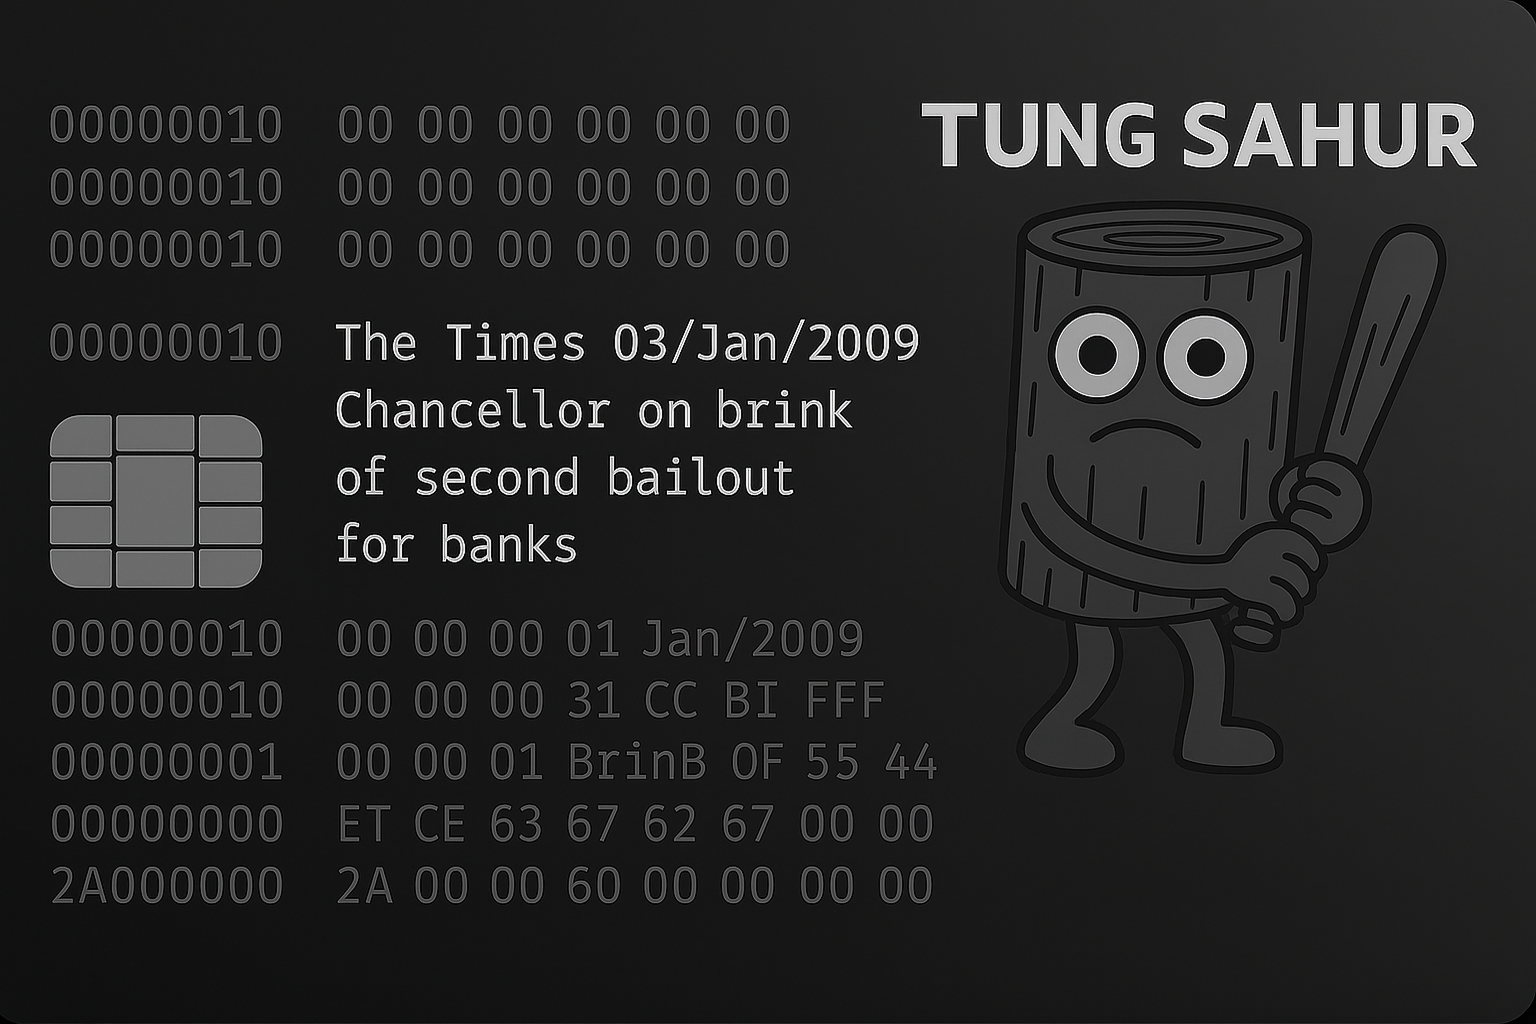 TUNG SAHUR
00000010 00 00 00 00 00 00
00000010 00 00 00 00 00 00
00000010 00 00 00 00 00 00
00000010 The Times 03/Jan/2009
Chancellor on brink
of second bailout
for banks
00000010 00 00 00 01 Jan/2009
00000010 00 00 00 31 CC BI FFF
00000001 00 00 01 BrinB OF 55 44
00000000 ET CE 63 67 62 67 00 00
2A000000 2A 00 00 60 00 00 00 00